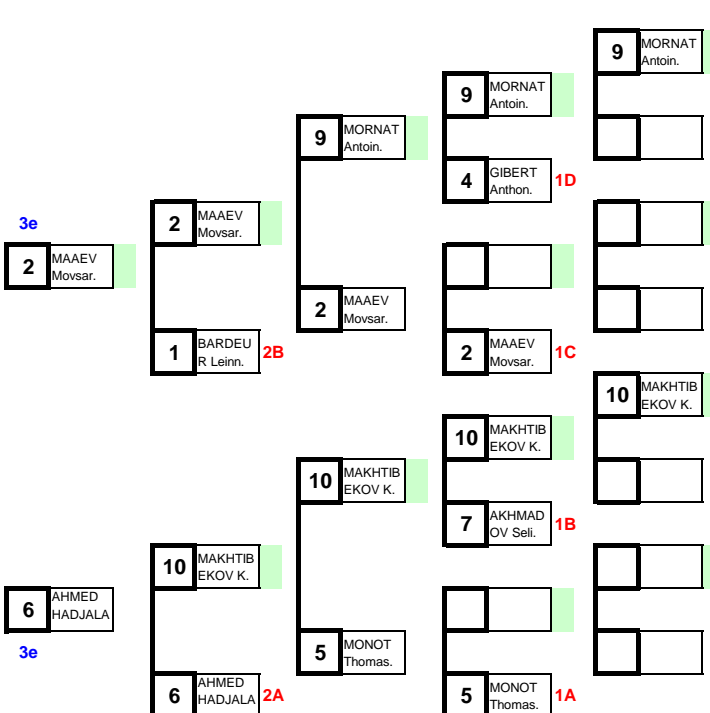 3e
2 MAAEV
Movsar.
6 AHMED
HADJALA
3e
2 MAAEV
Movsar.
1 BARDEU
R Leinn. 2B
10 MAKHTIB
EKOV K.
6 AHMED
HADJALA 2A
9 MORNAT
Antoin.
2 MAAEV
Movsar.
10 MAKHTIB
EKOV K.
5 MONOT
Thomas.
9 MORNAT
Antoin.
4 GIBERT
Anthon. 1D
2 MAAEV
Movsar. 1C
10 MAKHTIB
EKOV K.
7 AKHMAD
OV Seli. 1B
5 MONOT
Thomas. 1A
9 MORNAT
Antoin.
10 MAKHTIB
EKOV K.